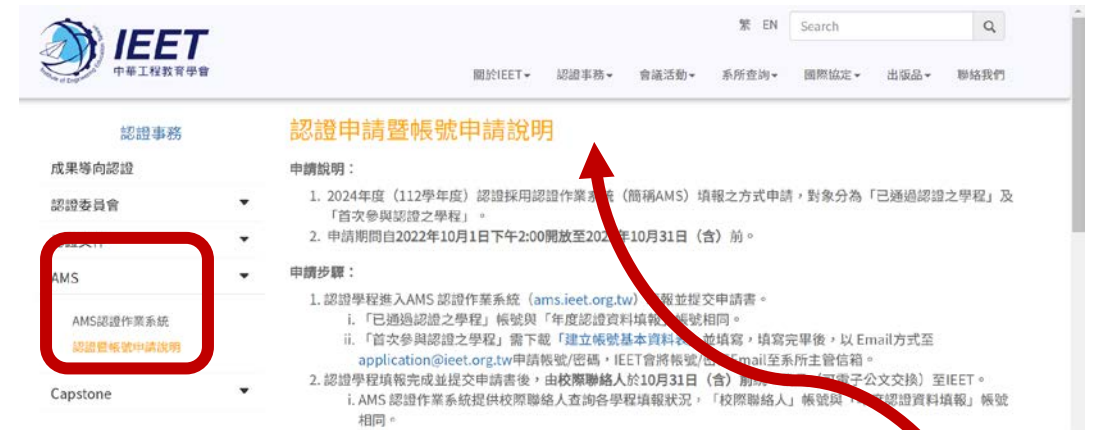 繁 EN Search
IEET
中華工程教育學會
關於IEET 認證事務 會議活動 系所查詢 國際協定 出版品 聯絡我們
認證事務
成果導向認證
認證委員會
AMS
AMS認證作業系統
認證暨帳號申請說明
Capstone
認證申請暨帳號申請說明
申請說明：
1. 2024年度（112學年度）認證採用認證作業系統（簡稱AMS）填報之方式申請，對象分為「已通過認證之學程」及
「首次參與認證之學程」。
2. 申請期間自2022年10月1日下午2:00開放至202 年10月31日（含）前。
申請步驟：
1. 認證學程進入AMS 認證作業系統（ams.ieet.org.tw） 報並提交申請書。
i. 「已通過認證之學程」帳號與「年度認證資料填報 帳號相同。
ii. 「首次參與認證之學程」需下載「建立帳號基本資料表 並填寫，填寫完畢後，以 Email方式至
application@ieet.org.tw申請帳號/密碼，IEET會將帳號/ Email至系所主管信箱。
2. 認證學程填報完成並提交申請書後，由校際聯絡人於10月31日（含） 可電子公文交換）至IEET。
i. AMS 認證作業系統提供校際聯絡人查詢各學程填報狀況，「校際聯絡人」帳號與 度認證資料填報」帳號
相同。